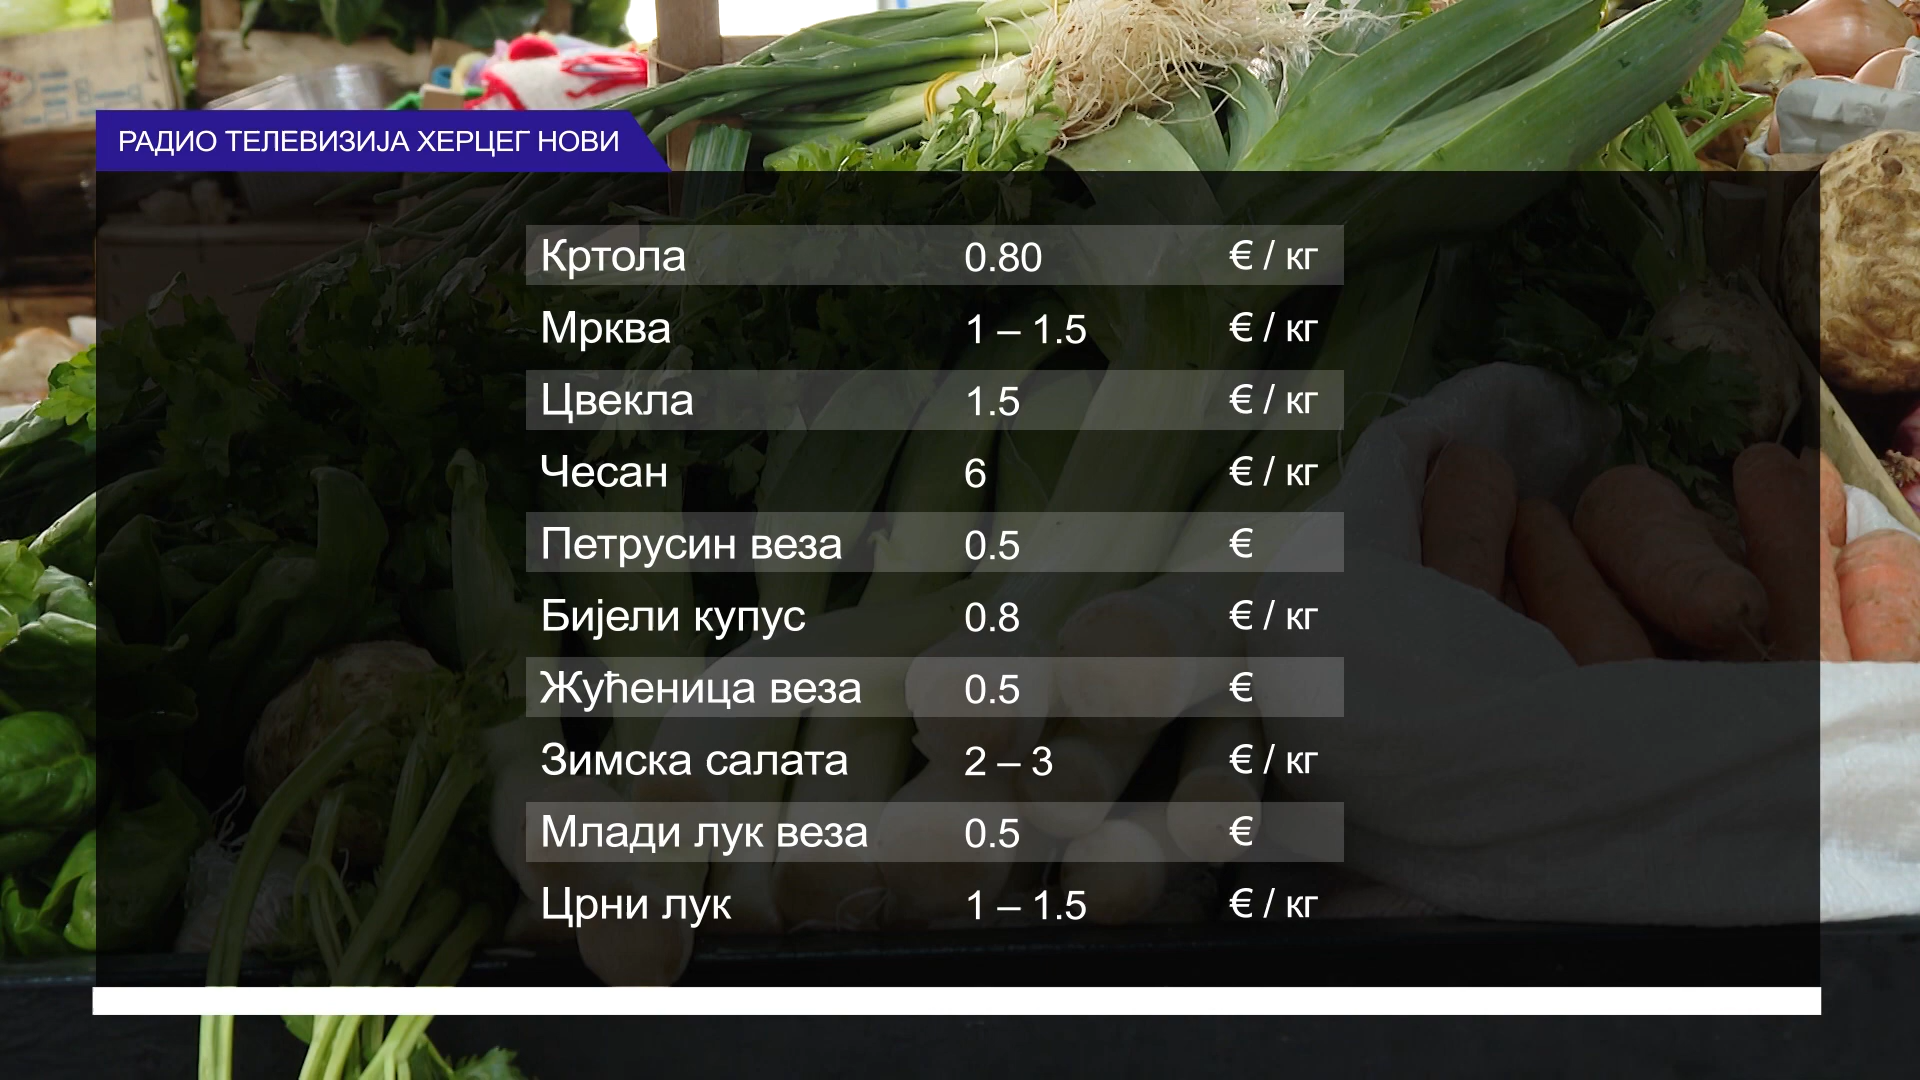 РАДИО ТЕЛЕВИЗИЈА ХЕРЦЕГ НОВИ
Кртола 0.80 € / кг
Мрква 1 – 1.5 € / кг
Цвекла 1.5 € / кг
Чесан 6 € / кг
Петрусин веза 0.5 €
Бијели купус 0.8 € / кг
Жућеница веза 0.5 €
Зимска салата 2 – 3 € / кг
Млади лук веза 0.5 €
Црни лук 1 – 1.5 € / кг